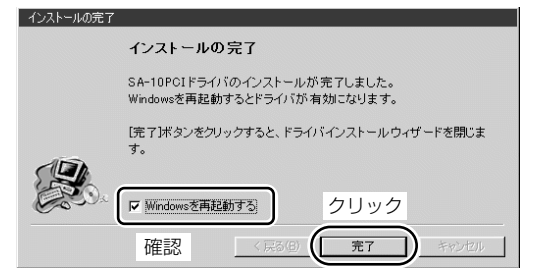 インストールの完了
インストールの完了
SA-10PCIドライバのインストールが完了しました。
Windowsを再起動するとドライバが有効になります。
[完了]ボタンをクリックすると、ドライバインストールウィザードを閉じま
す。
Windowsを再起動する
クリック
確認
< 戻る(B)
完了
キャンセル